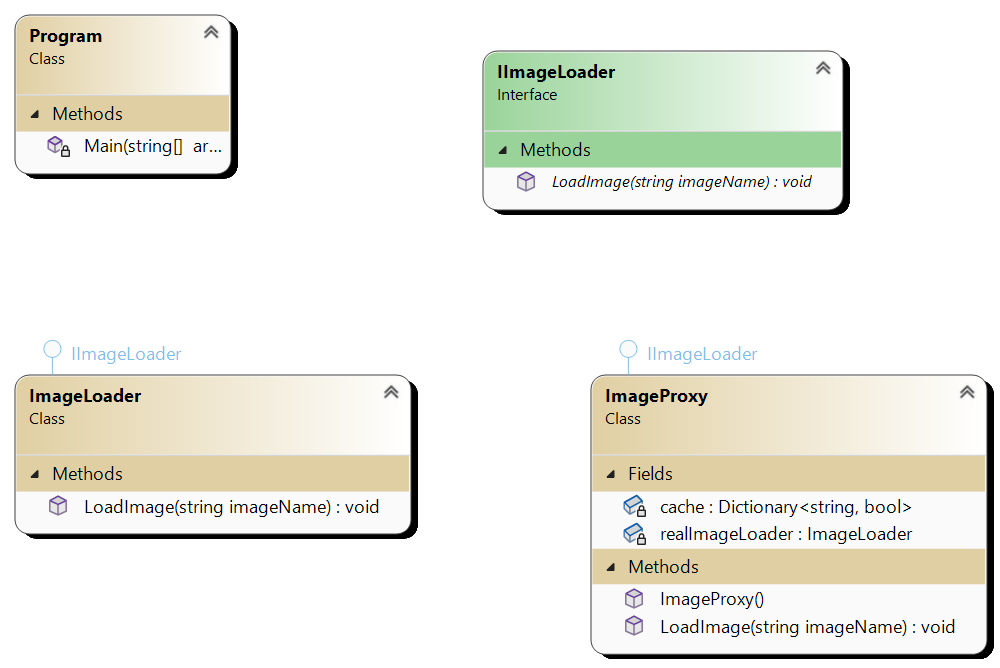 Program
Class
Methods
Main(string[] ar...
IImageLoader
Interface
Methods
LoadImage(string imageName) : void
IImageLoader
ImageLoader
Class
Methods
LoadImage(string imageName) : void
IImageLoader
ImageProxy
Class
Fields
cache : Dictionary<string, bool>
realImageLoader : ImageLoader
Methods
ImageProxy()
LoadImage(string imageName) : void